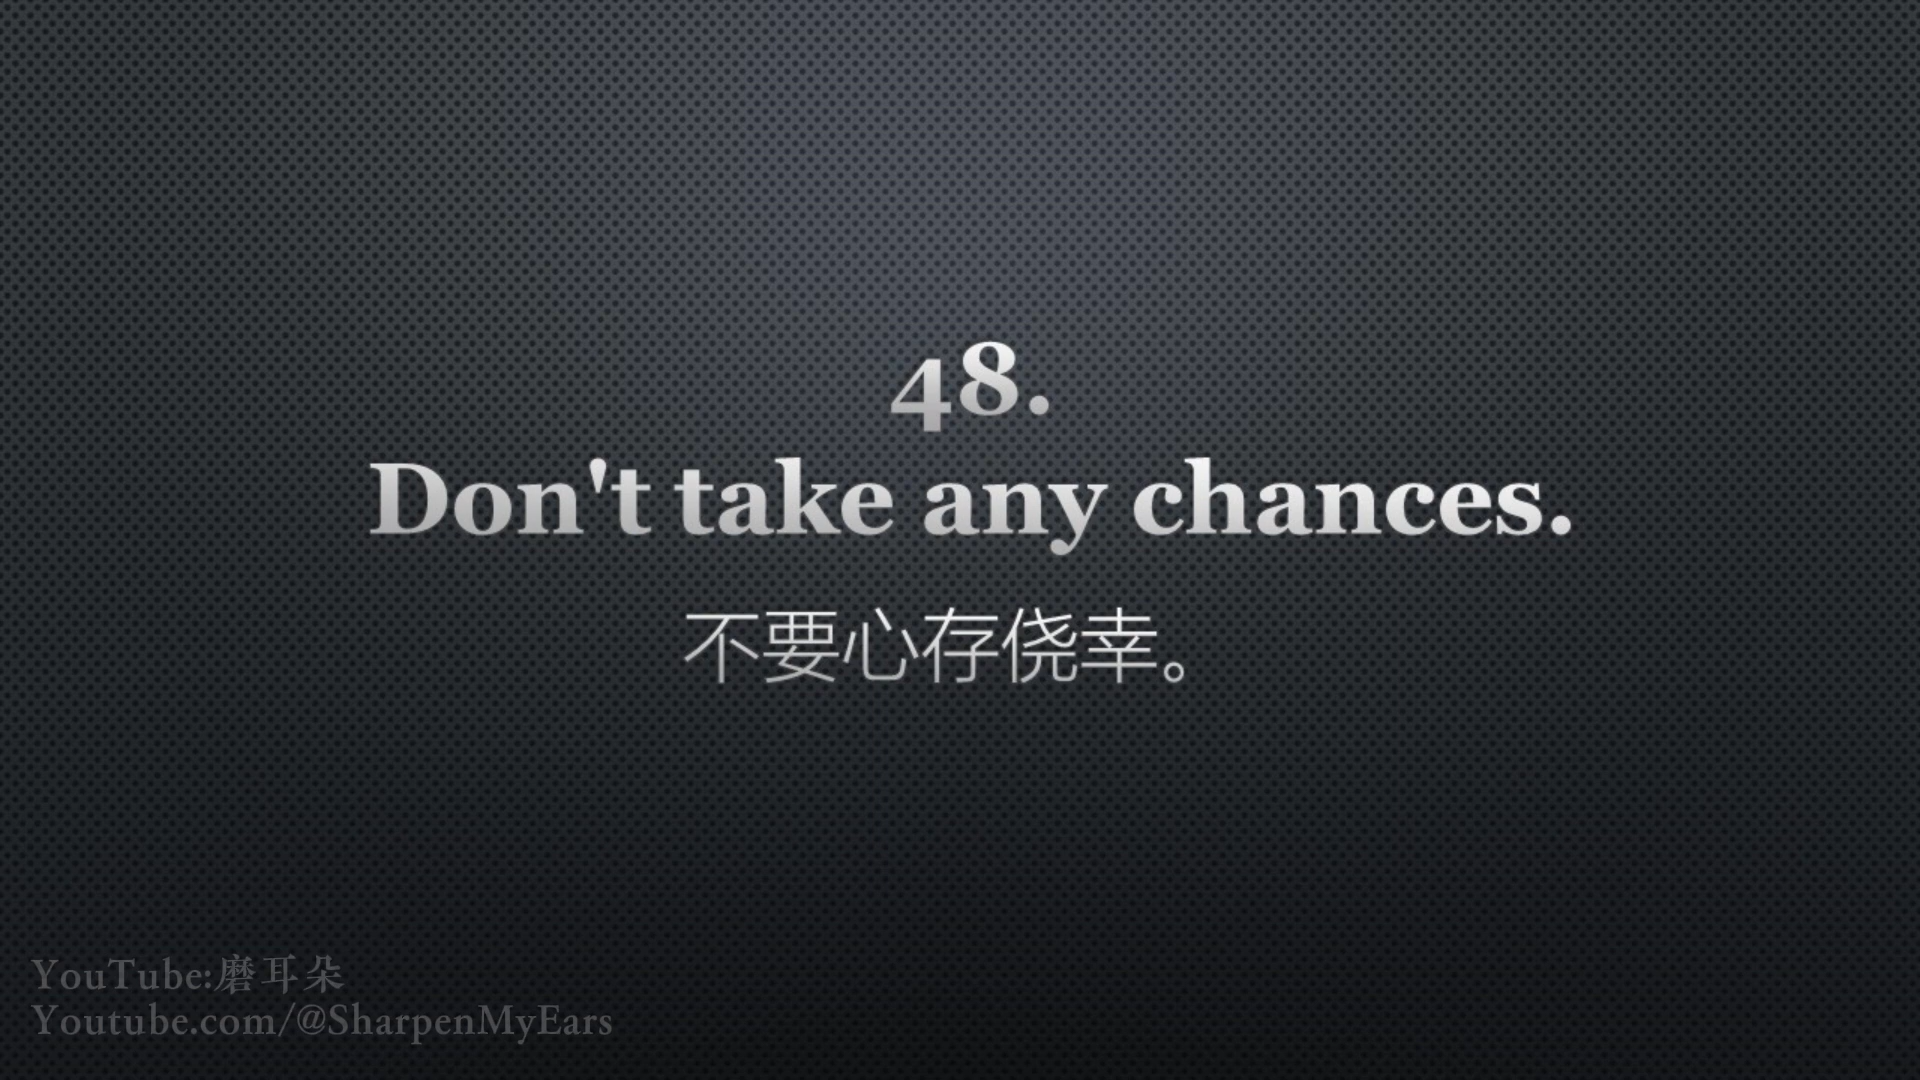 48.
Don't take any chances.
不要心存侥幸。
YouTube:磨耳朵
Youtube.com/@SharpenMyEars